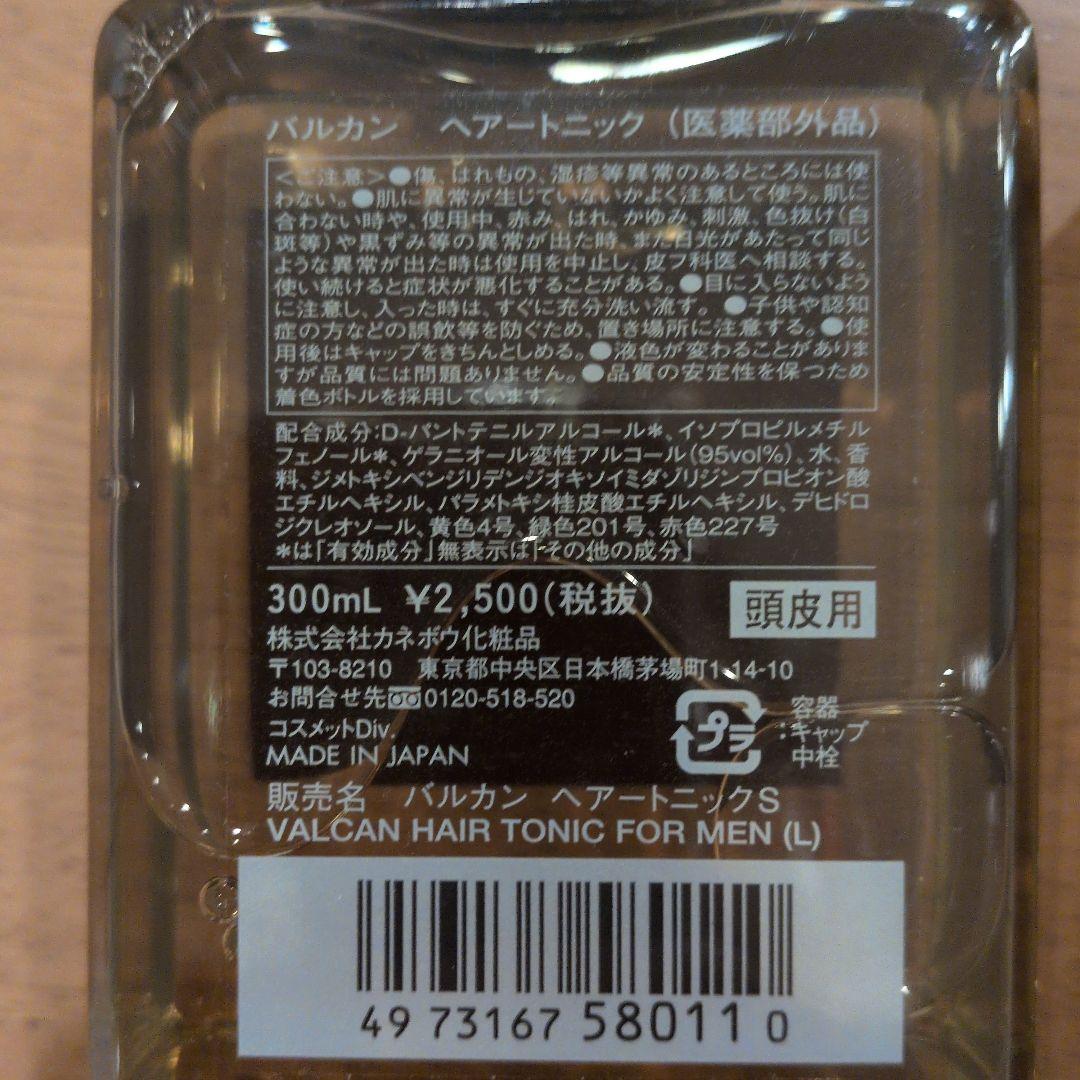 バルカン　ヘアートニック（医薬部外品）
＜ご注意＞●傷、はれもの、湿疹等異常のあるところには使
わない。●肌に異常が生じていないかよく注意して使う。肌に
合わない時や、使用中、赤み、はれ、かゆみ、刺激、色抜け（白
斑等）や黒ずみ等の異常が出た時、また日光があたって同じ
ような異常が出た時は使用を中止し、皮フ科医へ相談する。
使い続けると症状が悪化することがある。●目に入らないよう
に注意し、入った時は、すぐに充分洗い流す。●子供や認知
症の方などの誤飲等を防ぐため、置き場所に注意する。●使
用後はキャップをきちんとしめる。●液色が変わることがありま
すが品質には問題ありません。●品質の安定性を保つため
着色ボトルを採用しています。
配合成分：D-パントテニルアルコール＊、イソプロピルメチル
フェノール＊、ゲラニオール変性アルコール（95vol%）、水、香
料、ジメトキシベンジリデンジオキソイミダゾリジンプロピオン酸
エチルヘキシル、パラメトキシ桂皮酸エチルヘキシル、デヒドロ
ジクレオソール、黄色4号、緑色201号、赤色227号
＊は「有効成分」無表示は「その他の成分」
300mL ¥2,500（税抜）
頭皮用
株式会社カネボウ化粧品
〒103-8210　東京都中央区日本橋茅場町1-14-10
お問合せ先 0120-518-520
コスメットDiv.
MADE IN JAPAN
プラ
：容器
キャップ
中栓
販売名　バルカン ヘアートニックS
VALCAN HAIR TONIC FOR MEN (L)
49 73167 58011 0